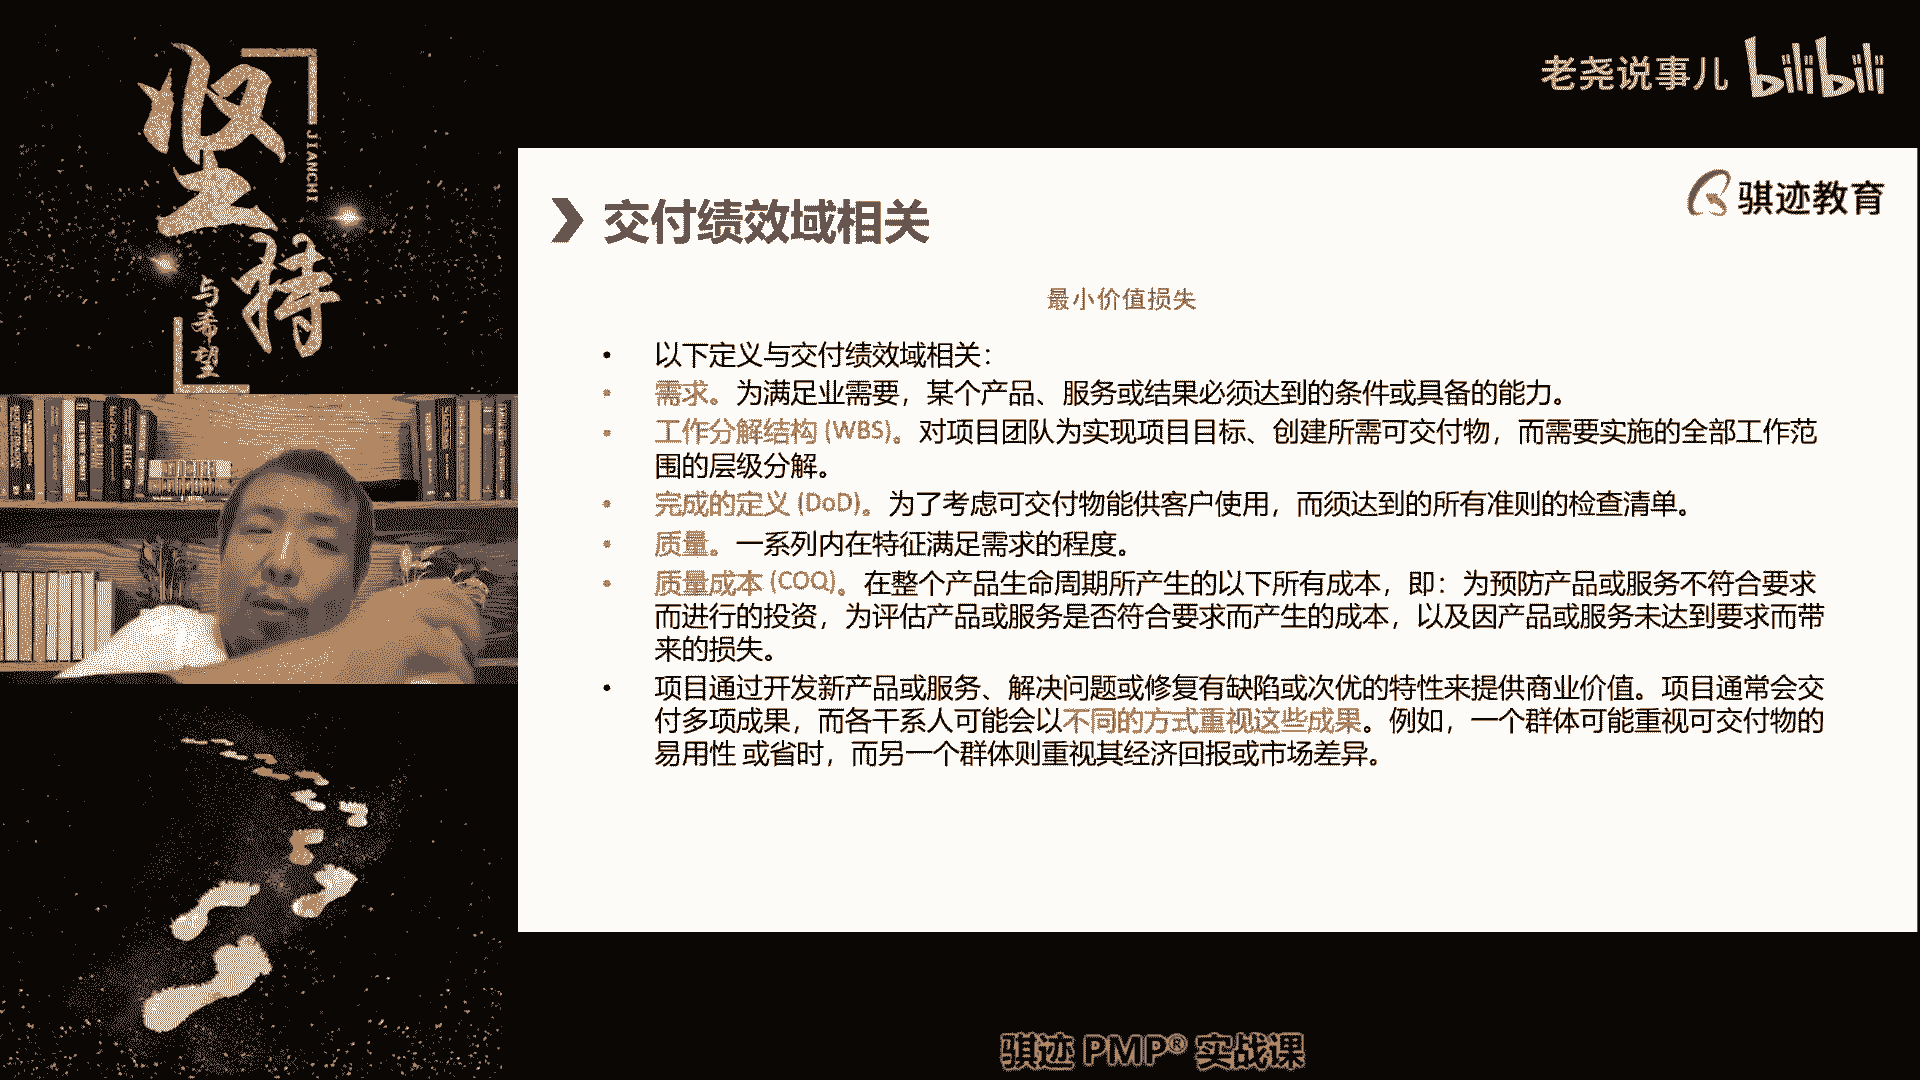 坚持
JIANCHI
与希望
老尧说事儿 bilibili
骐迹教育
交付绩效域相关
最小价值损失
• 以下定义与交付绩效域相关：
• 需求。为满足业需要，某个产品、服务或结果必须达到的条件或具备的能力。
• 工作分解结构 (WBS)。对项目团队为实现项目目标、创建所需可交付物，而需要实施的全部工作范
围的层级分解。
• 完成的定义 (DoD)。为了考虑可交付物能供客户使用，而须达到的所有准则的检查清单。
• 质量。一系列内在特征满足需求的程度。
• 质量成本 (COQ)。在整个产品生命周期所产生的以下所有成本，即：为预防产品或服务不符合要求
而进行的投资，为评估产品或服务是否符合要求而产生的成本，以及因产品或服务未达到要求而带
来的损失。
• 项目通过开发新产品或服务、解决问题或修复有缺陷或次优的特性来提供商业价值。项目通常会交
付多项成果，而各干系人可能会以不同的方式重视这些成果。例如，一个群体可能重视可交付物的
易用性 或省时，而另一个群体则重视其经济回报或市场差异。
骐迹 PMP® 实战课